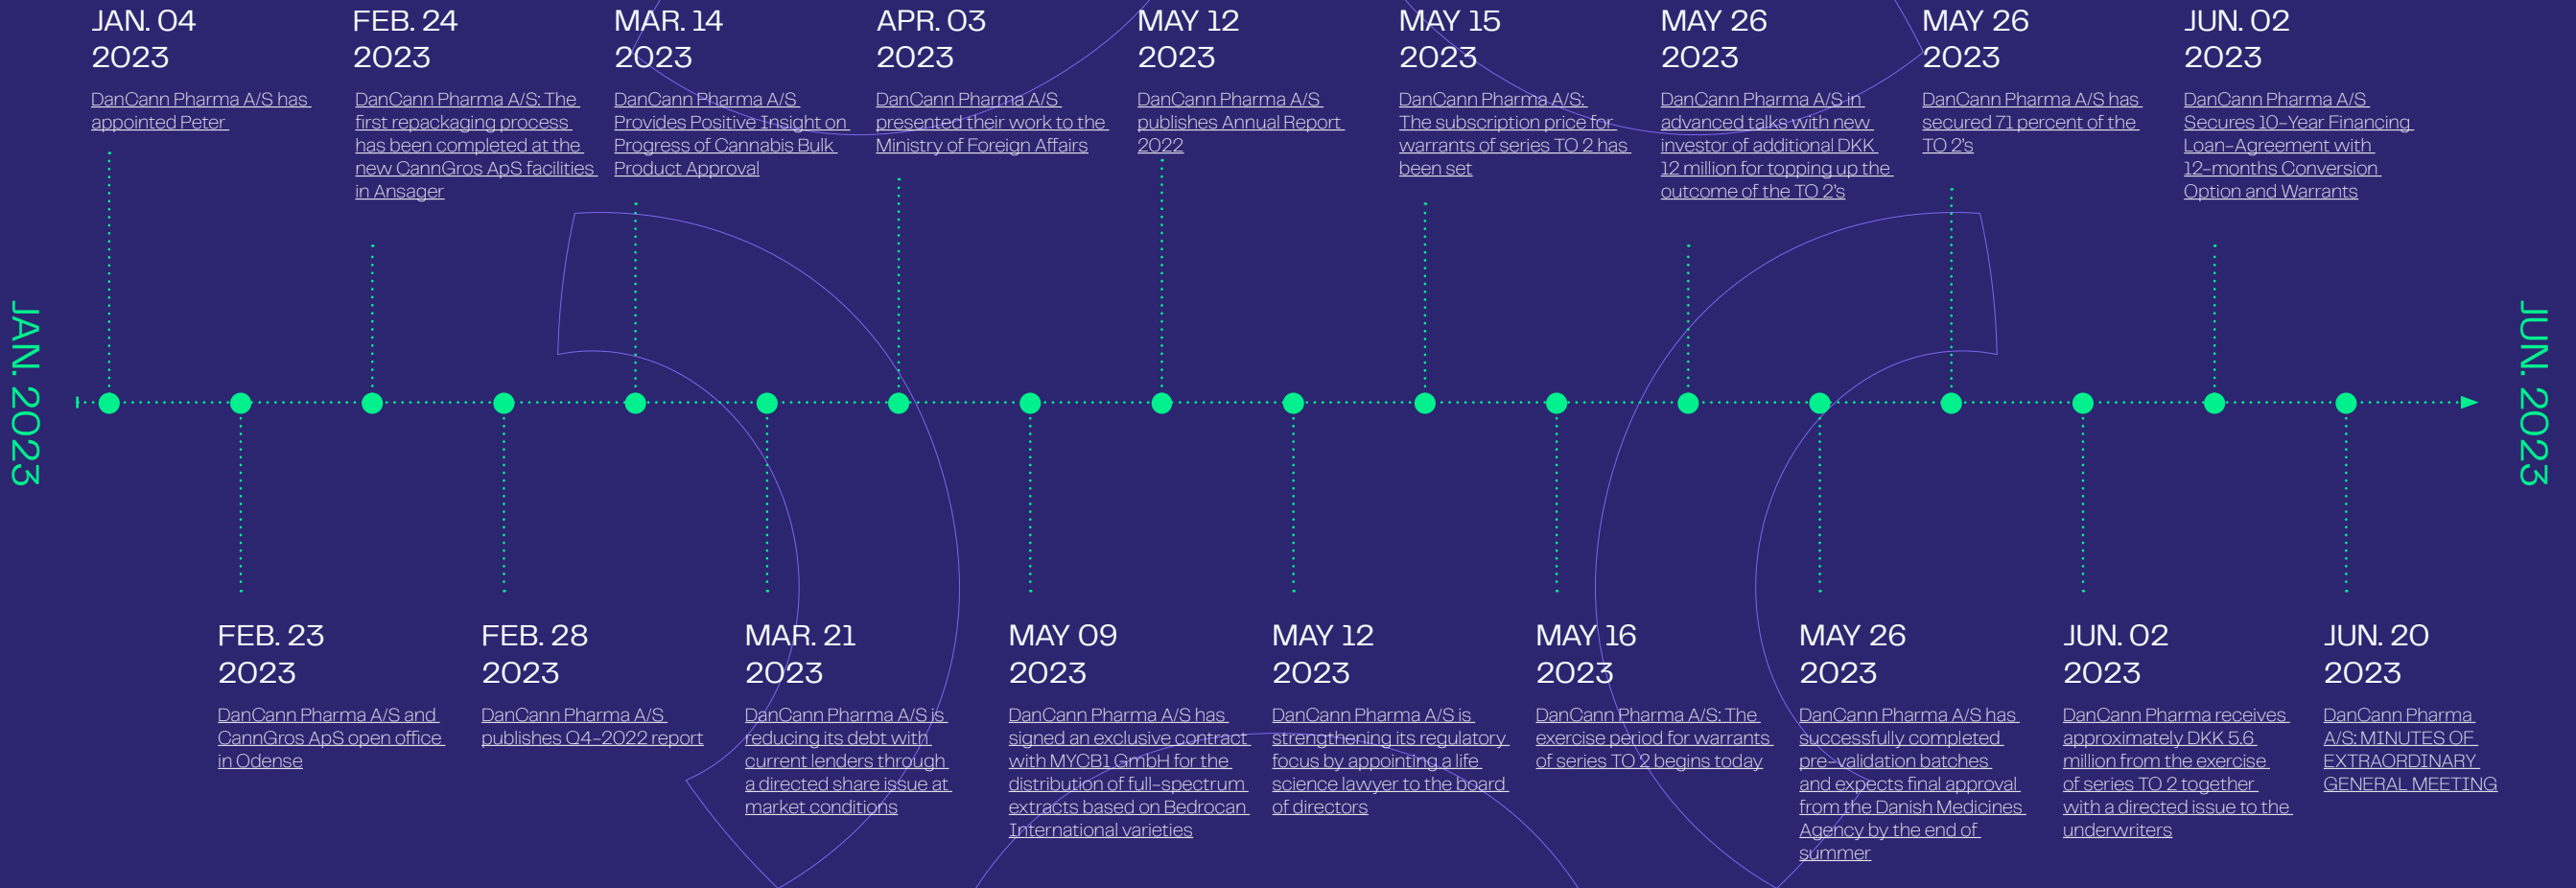 JAN. 04
2023
DanCann Pharma A/S has
appointed Peter
FEB. 24
2023
DanCann Pharma A/S: The
first repackaging process
has been completed at the
new CannGros ApS facilities
in Ansager
MAR. 14
2023
DanCann Pharma A/S
Provides Positive Insight on
Progress of Cannabis Bulk
Product Approval
APR. 03
2023
DanCann Pharma A/S
presented their work to the
Ministry of Foreign Affairs
MAY 12
2023
DanCann Pharma A/S
publishes Annual Report
2022
MAY 15
2023
DanCann Pharma A/S:
The subscription price for
warrants of series TO 2 has
been set
MAY 26
2023
DanCann Pharma A/S in
advanced talks with new
investor of additional DKK
12 million for topping up the
outcome of the TO 2's
MAY 26
2023
DanCann Pharma A/S has
secured 71 percent of the
TO 2's
JUN. 02
2023
DanCann Pharma A/S
Secures 10-Year Financing
Loan-Agreement with
12-months Conversion
Option and Warrants
JAN. 2023
JUN. 2023
FEB. 23
2023
DanCann Pharma A/S and
CannGros ApS open office
in Odense
FEB. 28
2023
DanCann Pharma A/S
publishes Q4-2022 report
MAR. 21
2023
DanCann Pharma A/S is
reducing its debt with
current lenders through
a directed share issue at
market conditions
MAY 09
2023
DanCann Pharma A/S has
signed an exclusive contract
with MYCB1 GmbH for the
distribution of full-spectrum
extracts based on Bedrocan
International varieties
MAY 12
2023
DanCann Pharma A/S is
strengthening its regulatory
focus by appointing a life
science lawyer to the board
of directors
MAY 16
2023
DanCann Pharma A/S: The
exercise period for warrants
of series TO 2 begins today
MAY 26
2023
DanCann Pharma A/S has
successfully completed
pre-validation batches
and expects final approval
from the Danish Medicines
Agency by the end of
summer
JUN. 02
2023
DanCann Pharma receives
approximately DKK 5.6
million from the exercise
of series TO 2 together
with a directed issue to the
underwriters
JUN. 20
2023
DanCann Pharma
A/S: MINUTES OF
EXTRAORDINARY
GENERAL MEETING